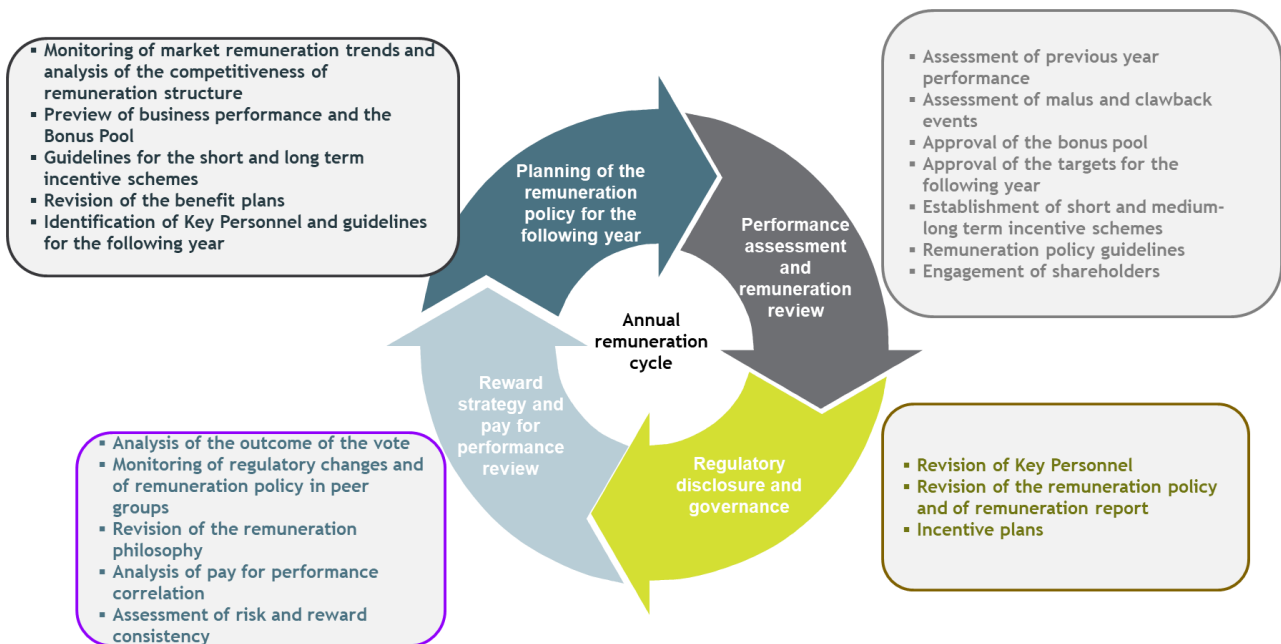 ▪ Monitoring of market remuneration trends and
analysis of the competitiveness of
remuneration structure
▪ Preview of business performance and the
Bonus Pool
▪ Guidelines for the short and long term
incentive schemes
▪ Revision of the benefit plans
▪ Identification of Key Personnel and guidelines
for the following year
▪ Assessment of previous year
performance
▪ Assessment of malus and clawback
events
▪ Approval of the bonus pool
▪ Approval of the targets for the
following year
▪ Establishment of short and medium-
long term incentive schemes
▪ Remuneration policy guidelines
▪ Engagement of shareholders
Planning of the
remuneration
policy for the
following year
Performance
assessment and
remuneration
review
Annual
remuneration
cycle
Reward
strategy and
pay for
performance
review
Regulatory
disclosure and
governance
▪ Analysis of the outcome of the vote
▪ Monitoring of regulatory changes and
of remuneration policy in peer
groups
▪ Revision of the remuneration
philosophy
▪ Analysis of pay for performance
correlation
▪ Assessment of risk and reward
consistency
▪ Revision of Key Personnel
▪ Revision of the remuneration policy
and of remuneration report
▪ Incentive plans